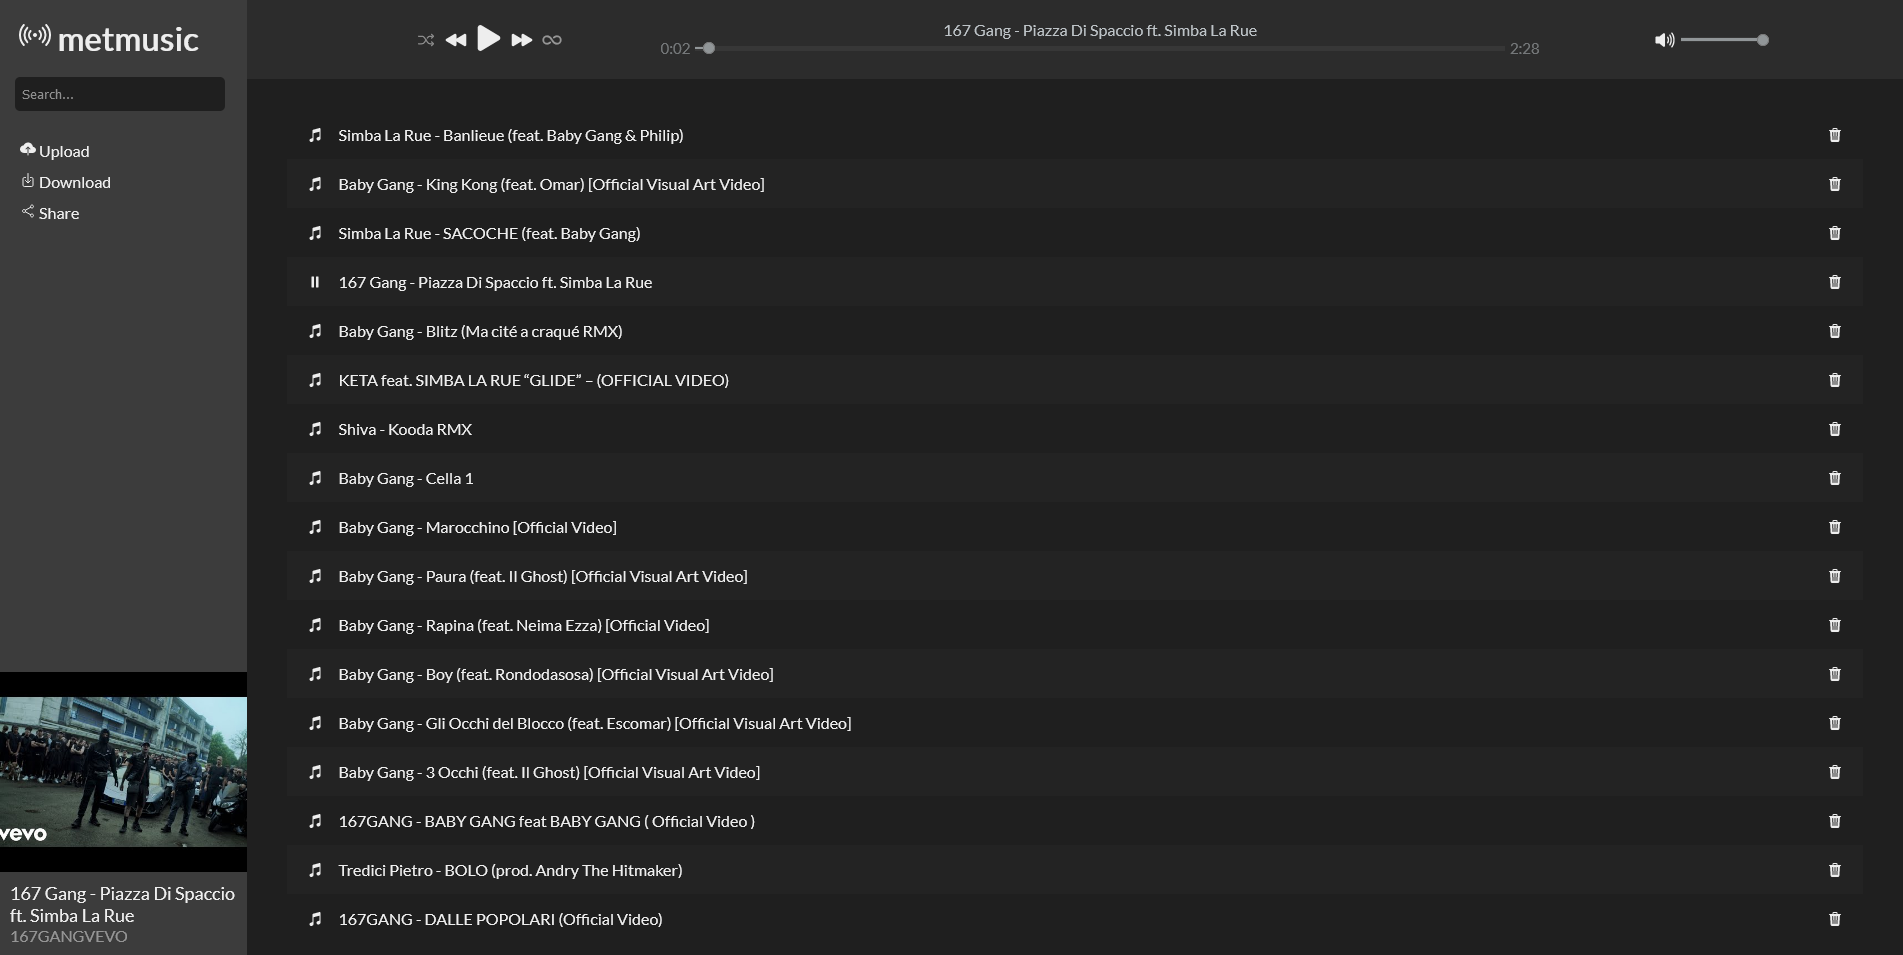 metmusic
Search...
Upload
Download
Share
167 Gang - Piazza Di Spaccio ft. Simba La Rue
0:02
2:28
Simba La Rue - Banlieue (feat. Baby Gang & Philip)
Baby Gang - King Kong (feat. Omar) [Official Visual Art Video]
Simba La Rue - SACOCHE (feat. Baby Gang)
167 Gang - Piazza Di Spaccio ft. Simba La Rue
Baby Gang - Blitz (Ma cité a craqué RMX)
KETA feat. SIMBA LA RUE “GLIDE” – (OFFICIAL VIDEO)
Shiva - Kooda RMX
Baby Gang - Cella 1
Baby Gang - Marocchino [Official Video]
Baby Gang - Paura (feat. Il Ghost) [Official Visual Art Video]
Baby Gang - Rapina (feat. Neima Ezza) [Official Video]
Baby Gang - Boy (feat. Rondodasosa) [Official Visual Art Video]
Baby Gang - Gli Occhi del Blocco (feat. Escomar) [Official Visual Art Video]
Baby Gang - 3 Occhi (feat. Il Ghost) [Official Visual Art Video]
167GANG - BABY GANG feat BABY GANG ( Official Video )
Tredici Pietro - BOLO (prod. Andry The Hitmaker)
167GANG - DALLE POPOLARI (Official Video)
vevo
167 Gang - Piazza Di Spaccio
ft. Simba La Rue
167GANGVEVO